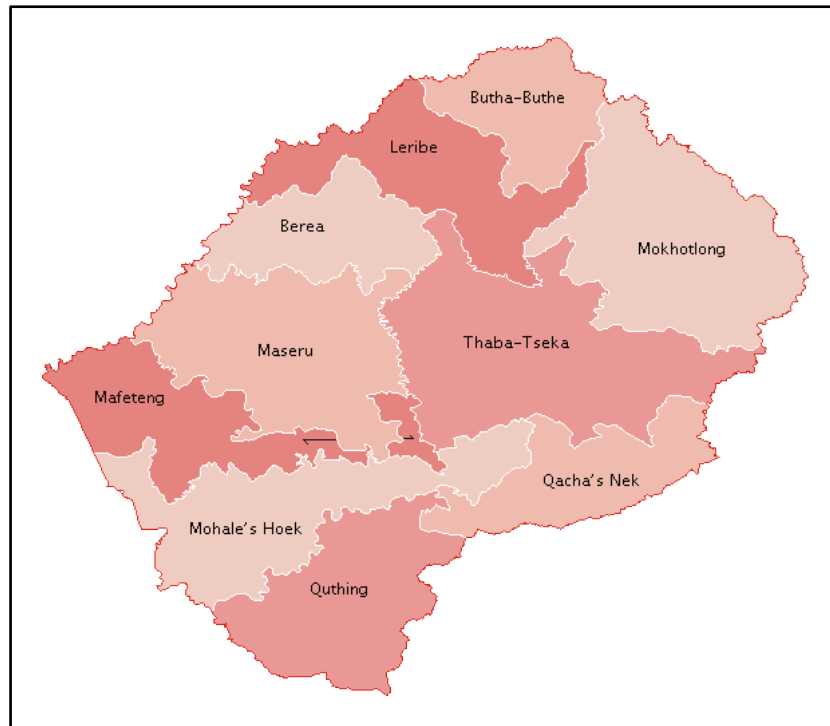 Butha-Buthe
Leribe
Berea
Mokhotlong
Maseru
Thaba-Tseka
Mafeteng
Qacha's Nek
Mohale's Hoek
Quthing